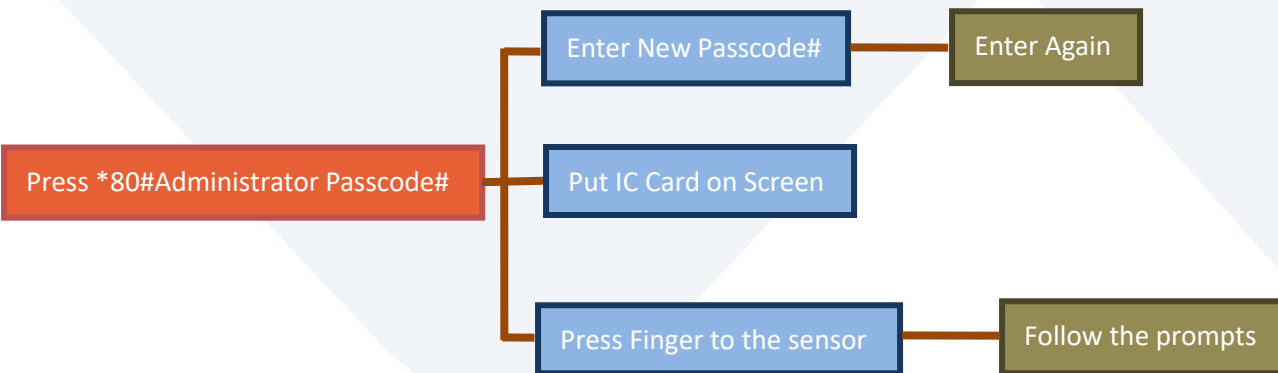 Enter New Passcode#
Enter Again
Press *80#Administrator Passcode#
Put IC Card on Screen
Press Finger to the sensor
Follow the prompts